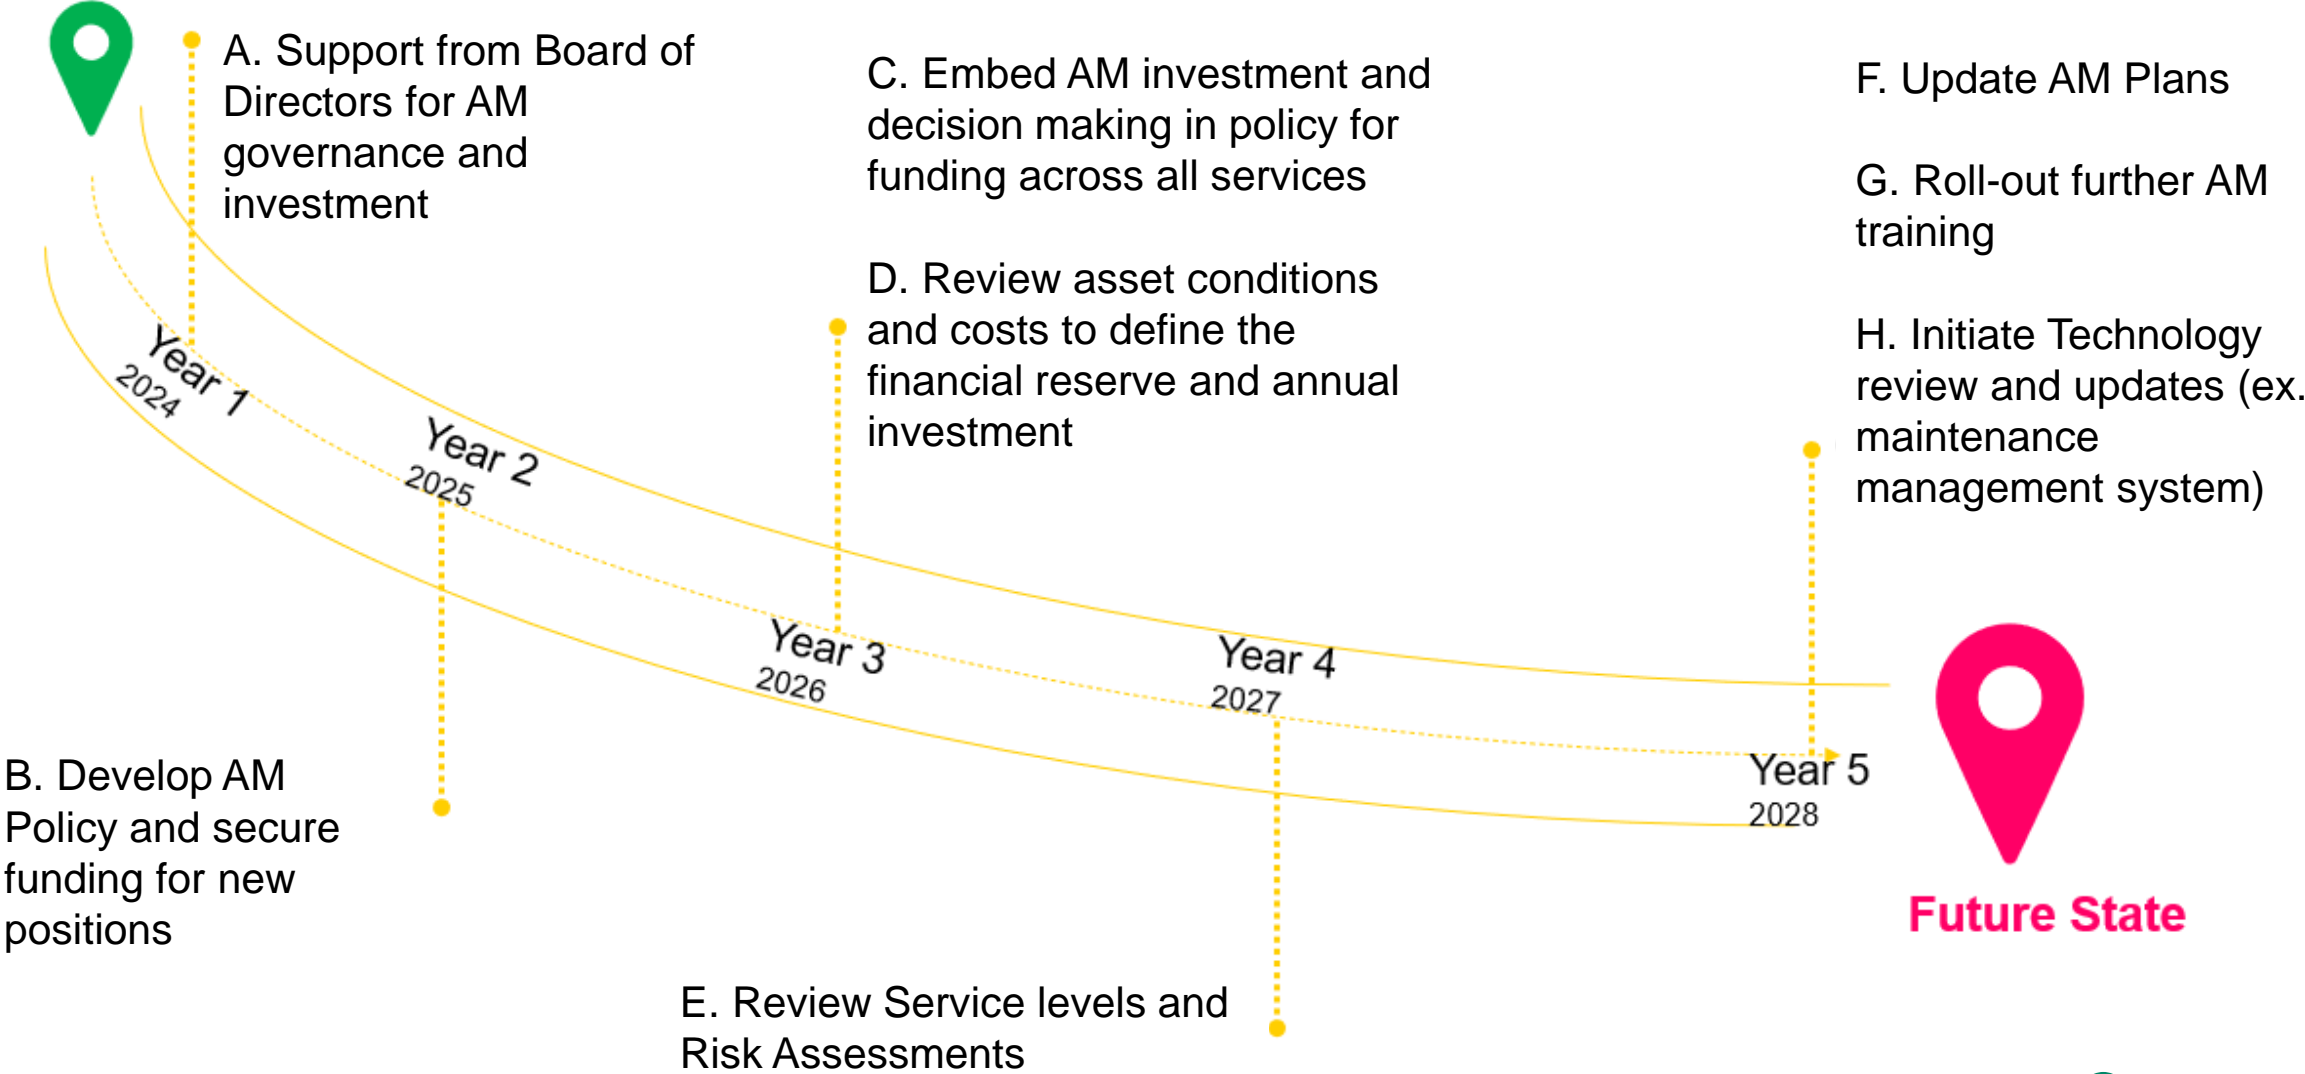 A. Support from Board of
Directors for AM
governance and
investment
C. Embed AM investment and
decision making in policy for
funding across all services
D. Review asset conditions
and costs to define the
financial reserve and annual
investment
F. Update AM Plans
G. Roll-out further AM
training
H. Initiate Technology
review and updates (ex.
maintenance
management system)
Year 1
2024
Year 2
2025
Year 3
2026
Year 4
2027
Year 5
2028
B. Develop AM
Policy and secure
funding for new
positions
E. Review Service levels and
Risk Assessments
Future State